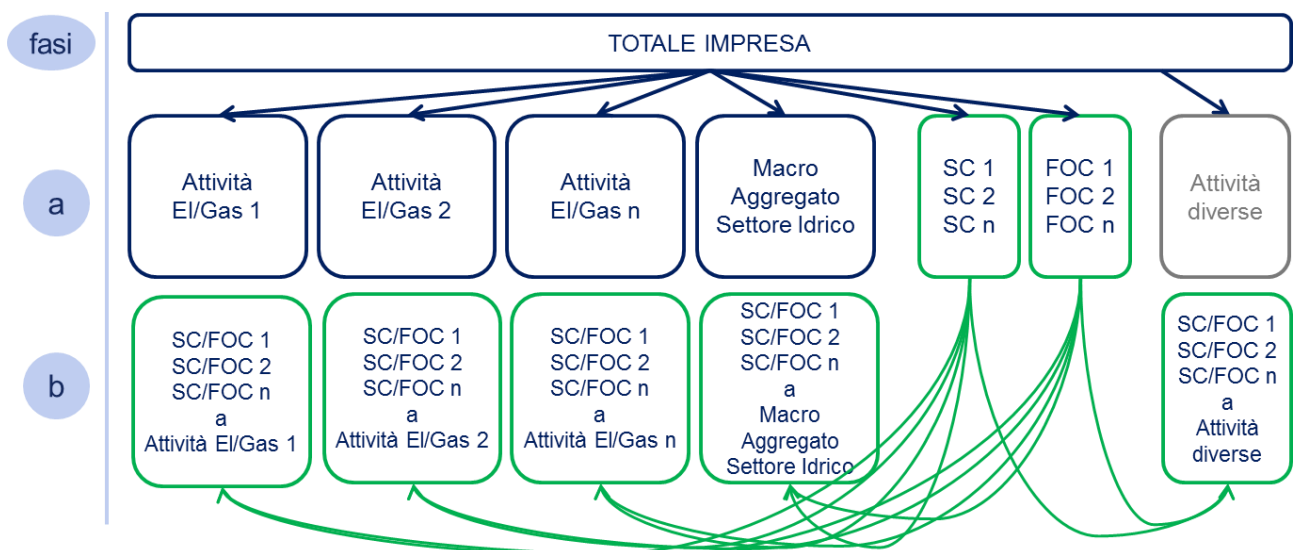 fasi
TOTALE IMPRESA
a
Attività
El/Gas 1
Attività
El/Gas 2
Attività
El/Gas n
Macro
Aggregato
Settore Idrico
SC 1
SC 2
SC n
FOC 1
FOC 2
FOC n
Attività
diverse
b
SC/FOC 1
SC/FOC 2
SC/FOC n
a
Attività El/Gas 1
SC/FOC 1
SC/FOC 2
SC/FOC n
a
Attività El/Gas 2
SC/FOC 1
SC/FOC 2
SC/FOC n
a
Attività El/Gas n
SC/FOC 1
SC/FOC 2
SC/FOC n
a
Macro
Aggregato
Settore Idrico
SC/FOC 1
SC/FOC 2
SC/FOC n
a
Attività
diverse